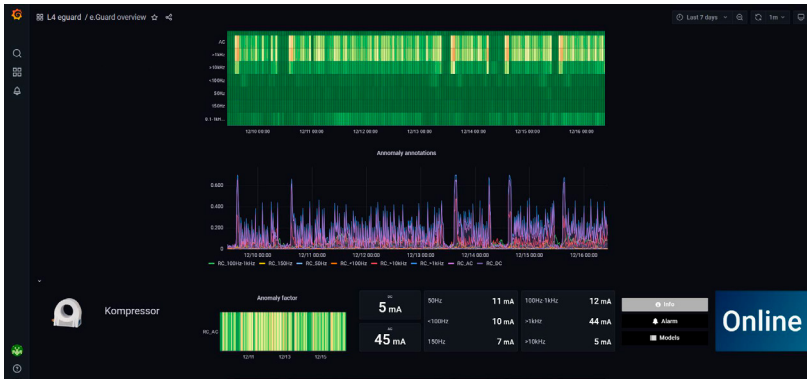 L4 eguard / e.Guard overview
Last 7 days
1m
AC
>1kHz
>10kHz
<100Hz
50Hz
150Hz
0.1-1kH...
12/10 00:00 12/11 00:00 12/12 00:00 12/13 00:00 12/14 00:00 12/15 00:00 12/16 00:00
Annomaly annotations
0.600
0.400
0.200
0
12/10 00:00 12/11 00:00 12/12 00:00 12/13 00:00 12/14 00:00 12/15 00:00 12/16 00:00
RC_100Hz-1kHz RC_150Hz RC_50Hz RC_<100Hz RC_>10kHz RC_>1kHz RC_AC RC_DC
Kompressor
Anomaly factor
RC_AC
12/11 12/13 12/15
5 mA
45 mA
50Hz 11 mA
<100Hz 10 mA
150Hz 7 mA
100Hz-1kHz 12 mA
>1kHz 44 mA
>10kHz 5 mA
Info
Alarm
Models
Online